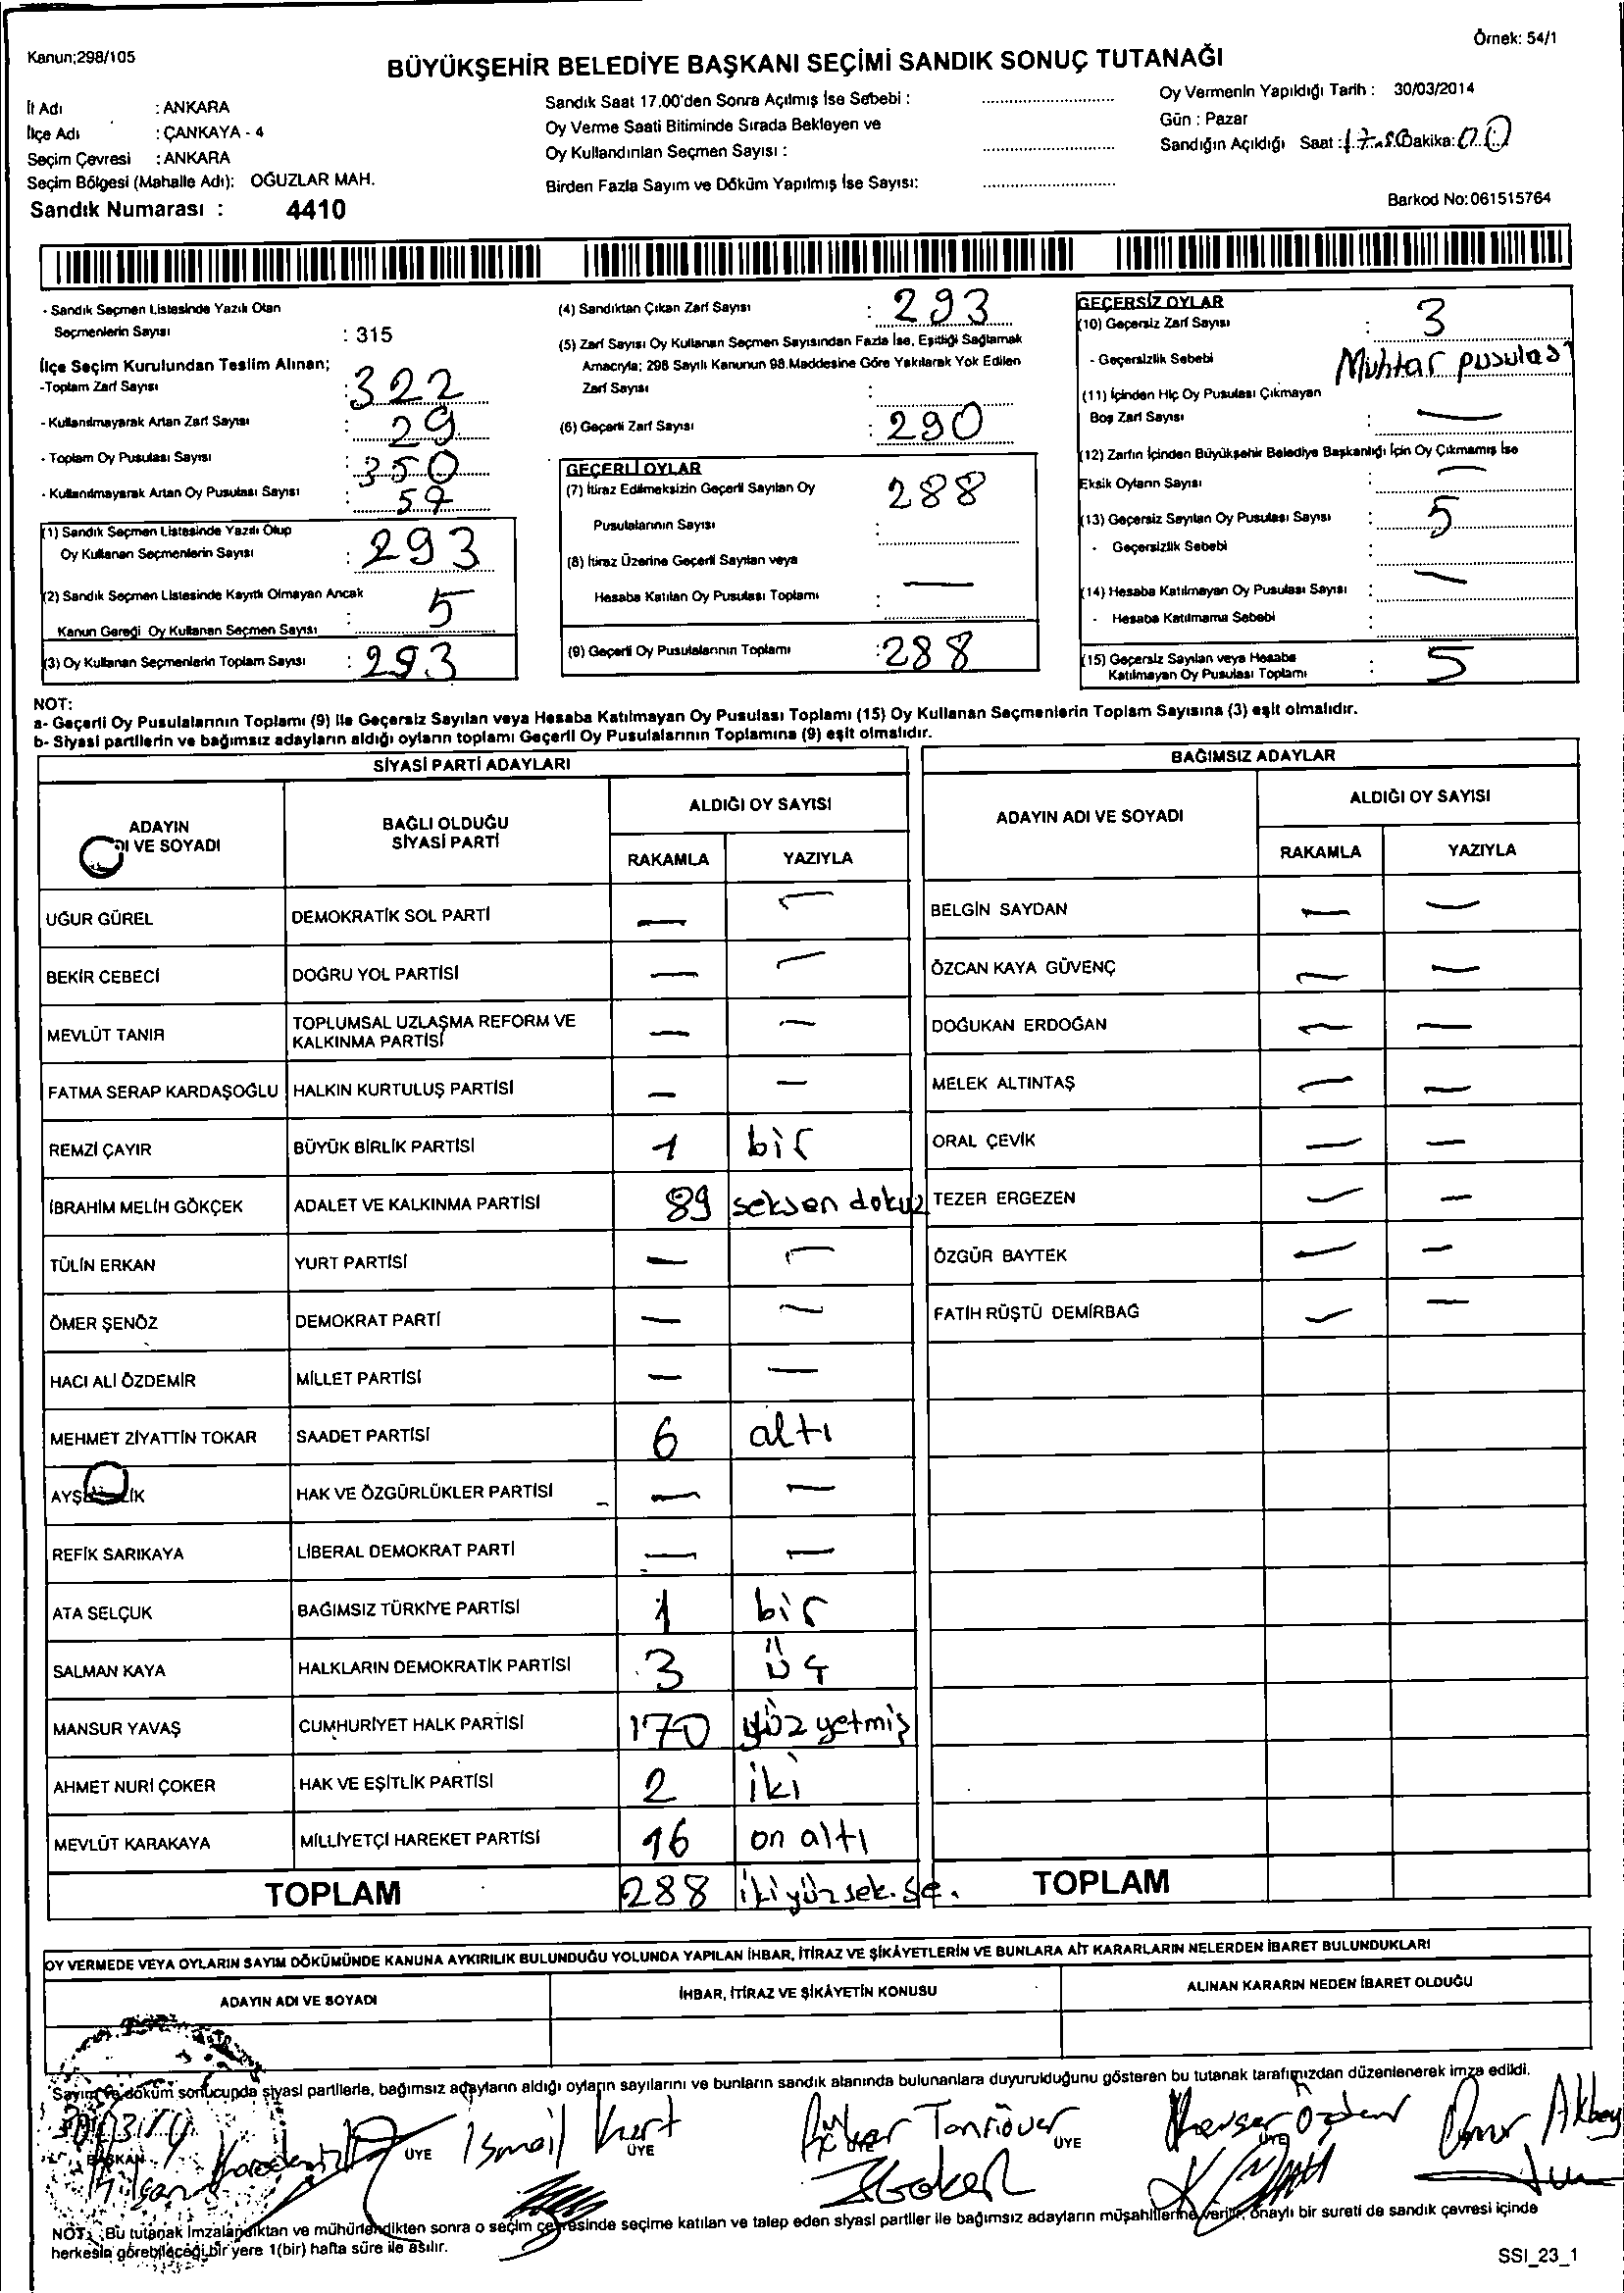 Örnek: 54/1
Kanun;298/105
BÜYÜKŞEHİR BELEDİYE BAŞKANI SEÇİMİ SANDIK SONUÇ TUTANAĞI
İl Adı : ANKARA
İlçe Adı : ÇANKAYA - 4
Seçim Çevresi : ANKARA
Seçim Bölgesi (Mahalle Adı): OĞUZLAR MAH.
Sandık Numarası : 4410
Sandık Saat 17.00'den Sonra Açılmış İse Sebebi :
Oy Verme Saati Bitiminde Sırada Bekleyen ve
Oy Kullandırılan Seçmen Sayısı :
Birden Fazla Sayım ve Döküm Yapılmış İse Sayısı:
Oy Vermenin Yapıldığı Tarih : 30/03/2014
Gün : Pazar
Sandığın Açıldığı Saat : Dakika:
Barkod No:061515764
- Sandık Seçmen Listesinde Yazılı Olan
Seçmenlerin Sayısı : 315
İlçe Seçim Kurulundan Teslim Alınan;
-Toplam Zarf Sayısı : 322
- Kullanılmayarak Artan Zarf Sayısı : 29
- Toplam Oy Pusulası Sayısı : 350
- Kullanılmayarak Artan Oy Pusulası Sayısı : 57
(1) Sandık Seçmen Listesinde Yazılı Olup
Oy Kullanan Seçmenlerin Sayısı : 293
(2) Sandık Seçmen Listesinde Kayıtlı Olmayan Ancak
Kanun Gereği Oy Kullanan Seçmen Sayısı : 5
(3) Oy Kullanan Seçmenlerin Toplam Sayısı : 293
(4) Sandıktan Çıkan Zarf Sayısı : 293
(5) Zarf Sayısı Oy Kullanan Seçmen Sayısından Fazla İse, Eşitliği Sağlamak
Amacıyla; 298 Sayılı Kanunun 98.Maddesine Göre Yakılarak Yok Edilen
Zarf Sayısı :
(6) Geçerli Zarf Sayısı : 290
GEÇERLİ OYLAR
(7) İtiraz Edilmeksizin Geçerli Sayılan Oy
Pusulalarının Sayısı : 288
(8) İtiraz Üzerine Geçerli Sayılan veya
Hesaba Katılan Oy Pusulası Toplamı : —
(9) Geçerli Oy Pusulalarının Toplamı :288
GEÇERSİZ OYLAR
(10) Geçersiz Zarf Sayısı : 3
- Geçersizlik Sebebi Muhtar pusulası
(11) İçinden Hiç Oy Pusulası Çıkmayan
Boş Zarf Sayısı : —
(12) Zarfın İçinden Büyükşehir Belediye Başkanlığı İçin Oy Çıkmamış İse
Eksik Oyların Sayısı : —
(13) Geçersiz Sayılan Oy Pusulası Sayısı : 5
- Geçersizlik Sebebi :
(14) Hesaba Katılmayan Oy Pusulası Sayısı : —
- Hesaba Katılmama Sebebi :
(15) Geçersiz Sayılan veya Hesaba
Katılmayan Oy Pusulası Toplamı : 5
NOT:
a- Geçerli Oy Pusulalarının Toplamı (9) ile Geçersiz Sayılan veya Hesaba Katılmayan Oy Pusulası Toplamı (15) Oy Kullanan Seçmenlerin Toplam Sayısına (3) eşit olmalıdır.
b- Siyasi partilerin ve bağımsız adayların aldığı oyların toplamı Geçerli Oy Pusulalarının Toplamına (9) eşit olmalıdır.
SİYASİ PARTİ ADAYLARI
ADAYIN
VE SOYADI
BAĞLI OLDUĞU
SİYASİ PARTİ
ALDIĞI OY SAYISI
RAKAMLA YAZIYLA
UĞUR GÜREL DEMOKRATİK SOL PARTİ — —
BEKİR CEBECİ DOĞRU YOL PARTİSİ — —
MEVLÜT TANIR TOPLUMSAL UZLAŞMA REFORM VE
KALKINMA PARTİSİ — —
FATMA SERAP KARDAŞOĞLU HALKIN KURTULUŞ PARTİSİ — —
REMZİ ÇAYIR BÜYÜK BİRLİK PARTİSİ 1 bir
İBRAHİM MELİH GÖKÇEK ADALET VE KALKINMA PARTİSİ 89 seksen dokuz
TÜLİN ERKAN YURT PARTİSİ — —
ÖMER ŞENÖZ DEMOKRAT PARTİ — —
HACI ALİ ÖZDEMİR MİLLET PARTİSİ — —
MEHMET ZİYATTİN TOKAR SAADET PARTİSİ 6 altı
HAK VE ÖZGÜRLÜKLER PARTİSİ — —
REFİK SARIKAYA LİBERAL DEMOKRAT PARTİ — —
ATA SELÇUK BAĞIMSIZ TÜRKİYE PARTİSİ 1 bir
SALMAN KAYA HALKLARIN DEMOKRATİK PARTİSİ 3 üç
MANSUR YAVAŞ CUMHURİYET HALK PARTİSİ 170 yüz yetmiş
AHMET NURİ ÇOKER HAK VE EŞİTLİK PARTİSİ 2 iki
MEVLÜT KARAKAYA MİLLİYETÇİ HAREKET PARTİSİ 16 on altı
TOPLAM 288 ikiyüzsek.se.
BAĞIMSIZ ADAYLAR
ADAYIN ADI VE SOYADI
ALDIĞI OY SAYISI
RAKAMLA YAZIYLA
BELGİN SAYDAN — —
ÖZCAN KAYA GÜVENÇ — —
DOĞUKAN ERDOĞAN — —
MELEK ALTINTAŞ — —
ORAL ÇEVİK — —
TEZER ERGEZEN — —
ÖZGÜR BAYTEK — —
FATİH RÜŞTÜ DEMİRBAĞ — —
TOPLAM
OY VERMEDE VEYA OYLARIN SAYIM DÖKÜMÜNDE KANUNA AYKIRILIK BULUNDUĞU YOLUNDA YAPILAN İHBAR, İTİRAZ VE ŞİKÂYETLERİN VE BUNLARA AİT KARARLARIN NELERDEN İBARET BULUNDUKLARI
ADAYIN ADI VE SOYADI
İHBAR, İTİRAZ VE ŞİKÂYETİN KONUSU
ALINAN KARARIN NEDEN İBARET OLDUĞU
Sayım ve döküm sonucunda siyasi partilerle, bağımsız adayların aldığı oyların sayılarını ve bunların sandık alanında bulunanlara duyurulduğunu gösteren bu tutanak tarafımızdan düzenlenerek imza edildi.
BAŞKAN ÜYE İsmail Kurt ÜYE Tanrıöver ÜYE ÜYE Akbay
NOT: Bu tutanak imzalandıktan ve mühürlendikten sonra o seçim çevresinde seçime katılan ve talep eden siyasi partiler ile bağımsız adayların müşahitlerine verilir, onaylı bir sureti de sandık çevresi içinde
herkesin görebileceği bir yere 1(bir) hafta süre ile asılır.
SSI_23_1